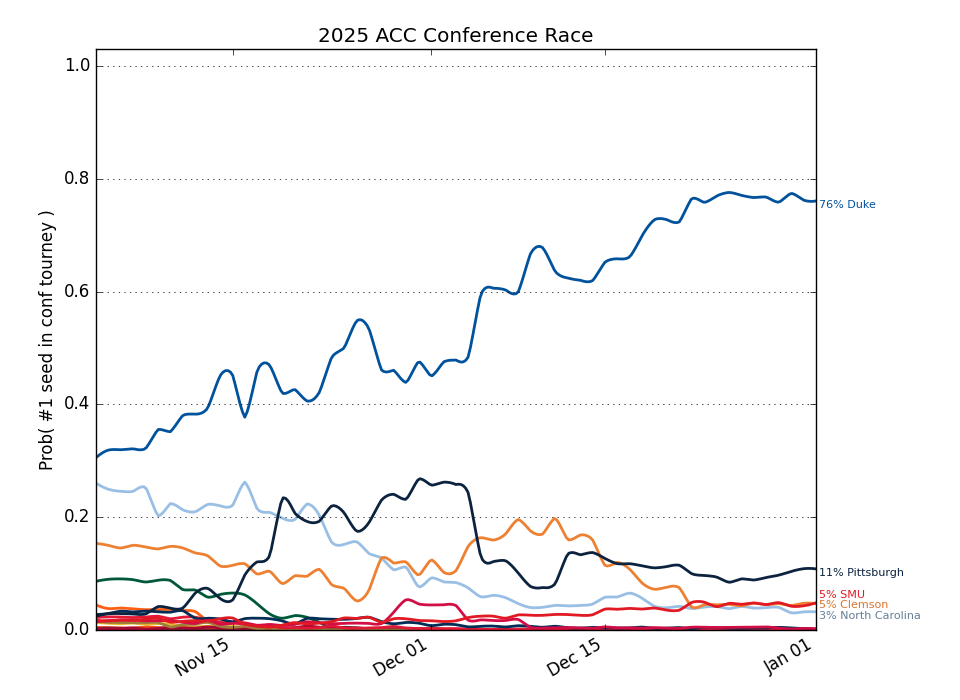 2025 ACC Conference Race
Prob( #1 seed in conf tourney )
1.0
0.8
0.6
0.4
0.2
0.0
76% Duke
11% Pittsburgh
5% SMU
5% Clemson
3% North Carolina
Nov 15
Dec 01
Dec 15
Jan 01